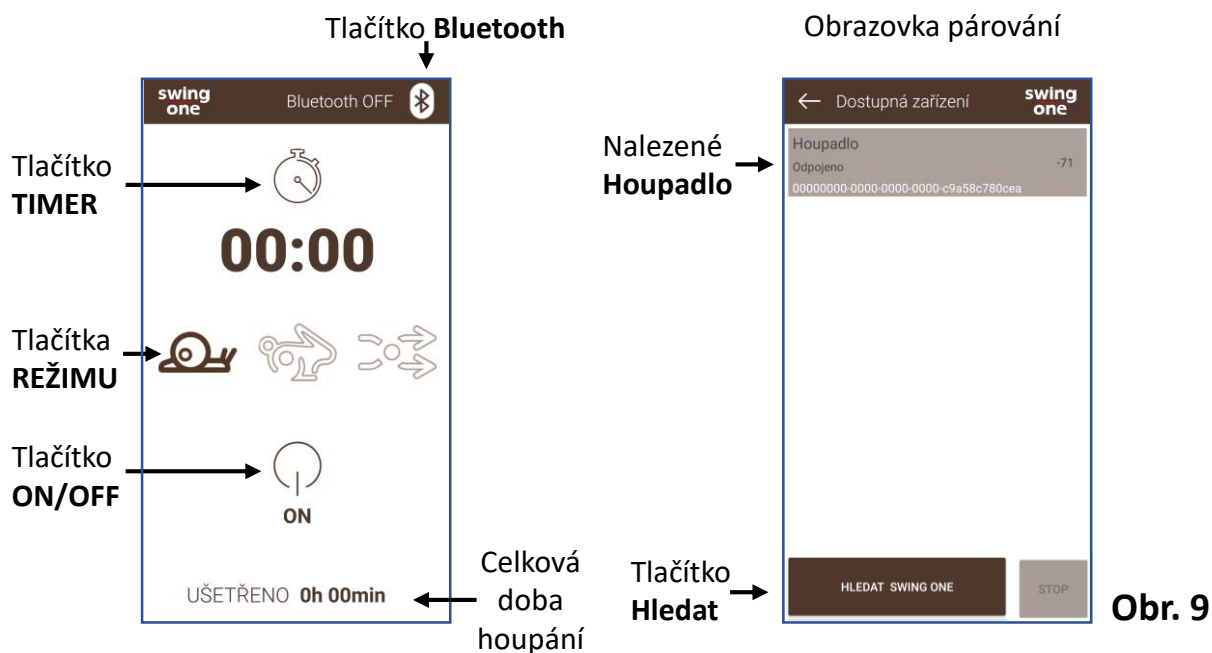 Tlačítko Bluetooth
swing
one
Bluetooth OFF
Tlačítko
TIMER
00:00
Tlačítka
REŽIMU
Tlačítko
ON/OFF
ON
UŠETŘENO 0h 00min
Celková
doba
houpání
Obrazovka párování
Dostupná zařízení
swing
one
Nalezené
Houpadlo
Houpadlo
Odpojeno
-71
00000000-0000-0000-0000-c9a58c780cea
Tlačítko
Hledat
HLEDAT SWING ONE
STOP
Obr. 9